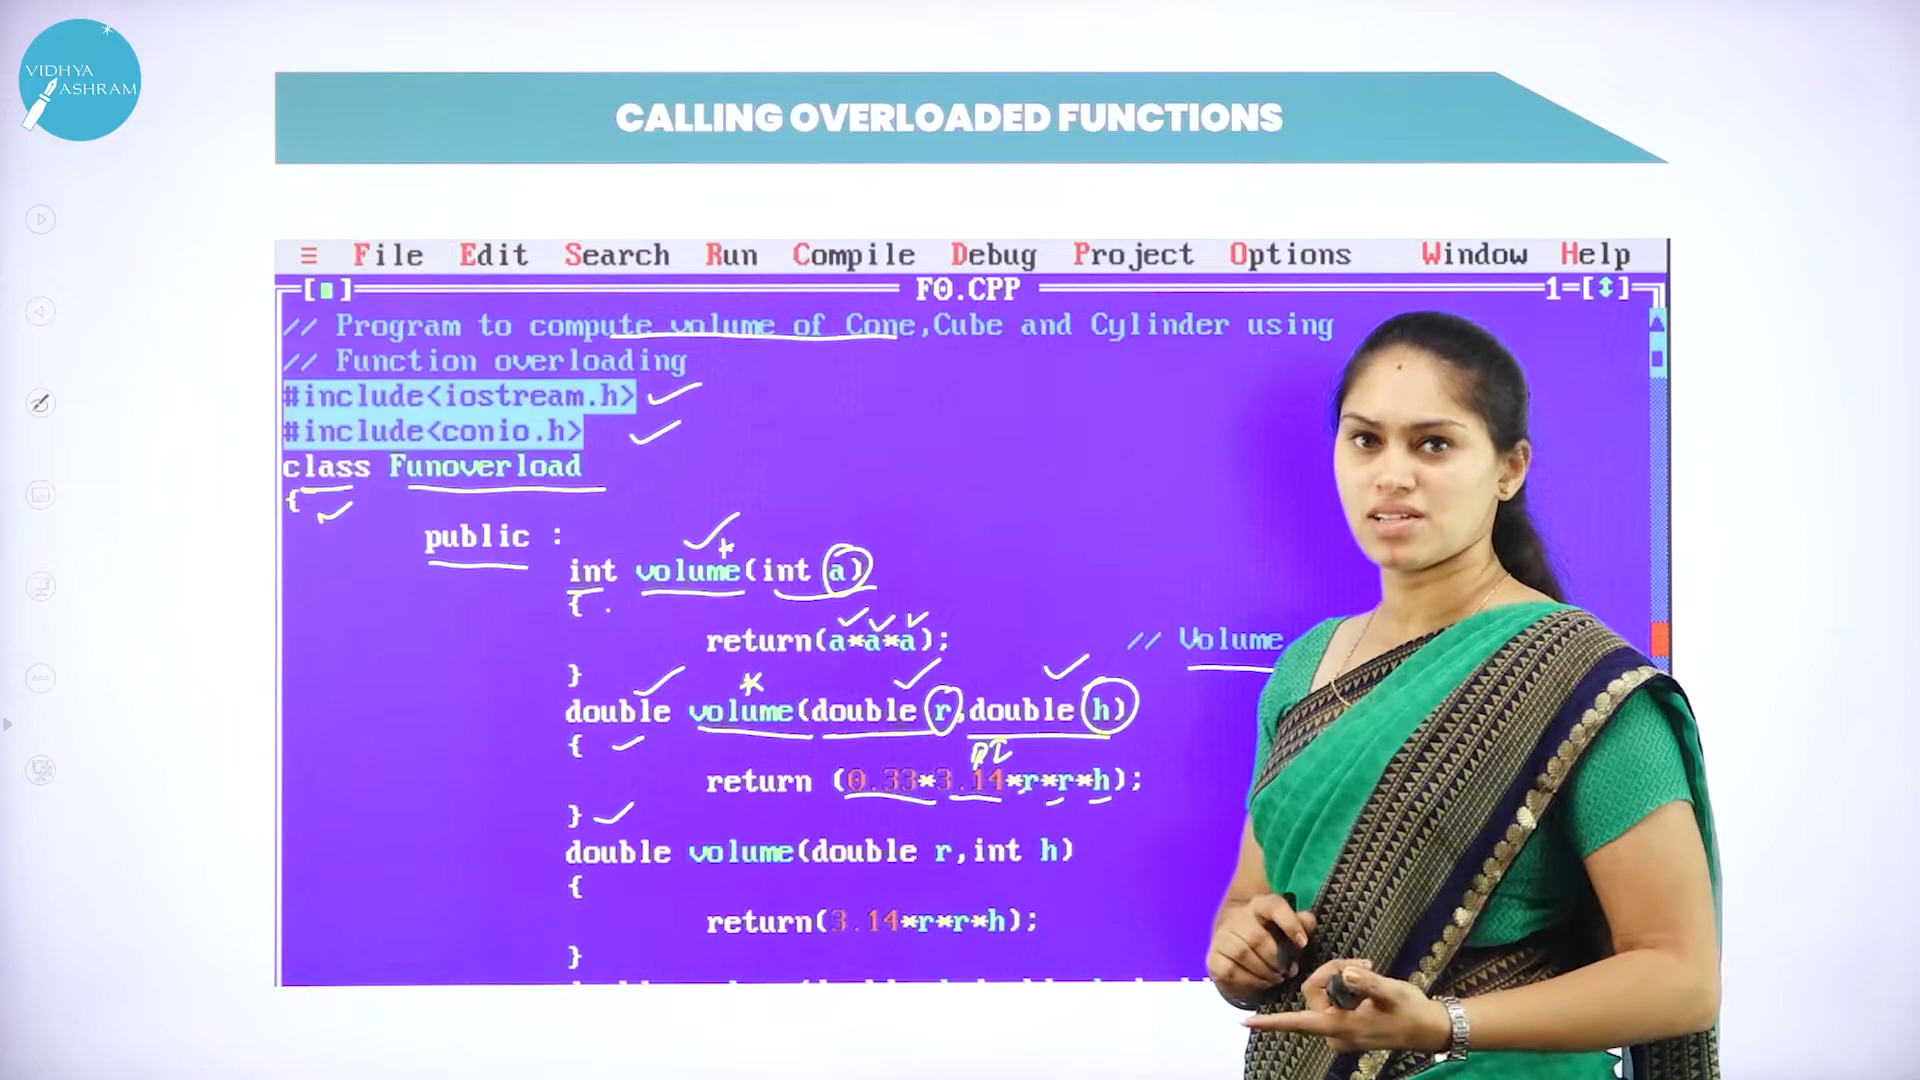 VIDHYA
ASHRAM
CALLING OVERLOADED FUNCTIONS
≡ File Edit Search Run Compile Debug Project Options Window Help
[■] F0.CPP 1=[↕]
// Program to compute volume of Cone,Cube and Cylinder using
// Function overloading
#include<iostream.h>
#include<conio.h>
class Funoverload
{
public :
int volume(int a)
{
return(a*a*a); // Volume
}
double volume(double r,double h)
{
PI
return (0.33*3.14*r*r*h);
}
double volume(double r,int h)
{
return(3.14*r*r*h);
}